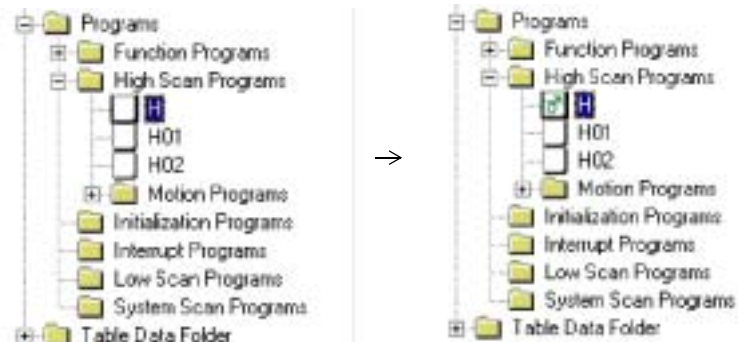 Programs
Function Programs
High Scan Programs
H
H01
H02
Motion Programs
Initialization Programs
Interrupt Programs
Low Scan Programs
System Scan Programs
Table Data Folder
→
Programs
Function Programs
High Scan Programs
H
H01
H02
Motion Programs
Initialization Programs
Interrupt Programs
Low Scan Programs
System Scan Programs
Table Data Folder